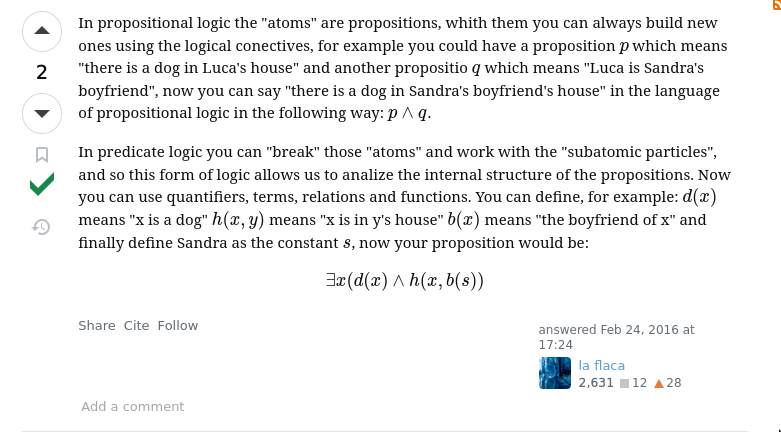 In propositional logic the "atoms" are propositions, whith them you can always build new
ones using the logical conectives, for example you could have a proposition p which means
"there is a dog in Luca's house" and another propositio q which means "Luca is Sandra's
boyfriend", now you can say "there is a dog in Sandra's boyfriend's house" in the language
of propositional logic in the following way: p ∧ q.
2
In predicate logic you can "break" those "atoms" and work with the "subatomic particles",
and so this form of logic allows us to analize the internal structure of the propositions. Now
you can use quantifiers, terms, relations and functions. You can define, for example: d(x)
means "x is a dog" h(x, y) means "x is in y's house" b(x) means "the boyfriend of x" and
finally define Sandra as the constant s, now your proposition would be:
∃x(d(x) ∧ h(x, b(s))
Share Cite Follow
answered Feb 24, 2016 at
17:24
la flaca
2,631 12 28
Add a comment